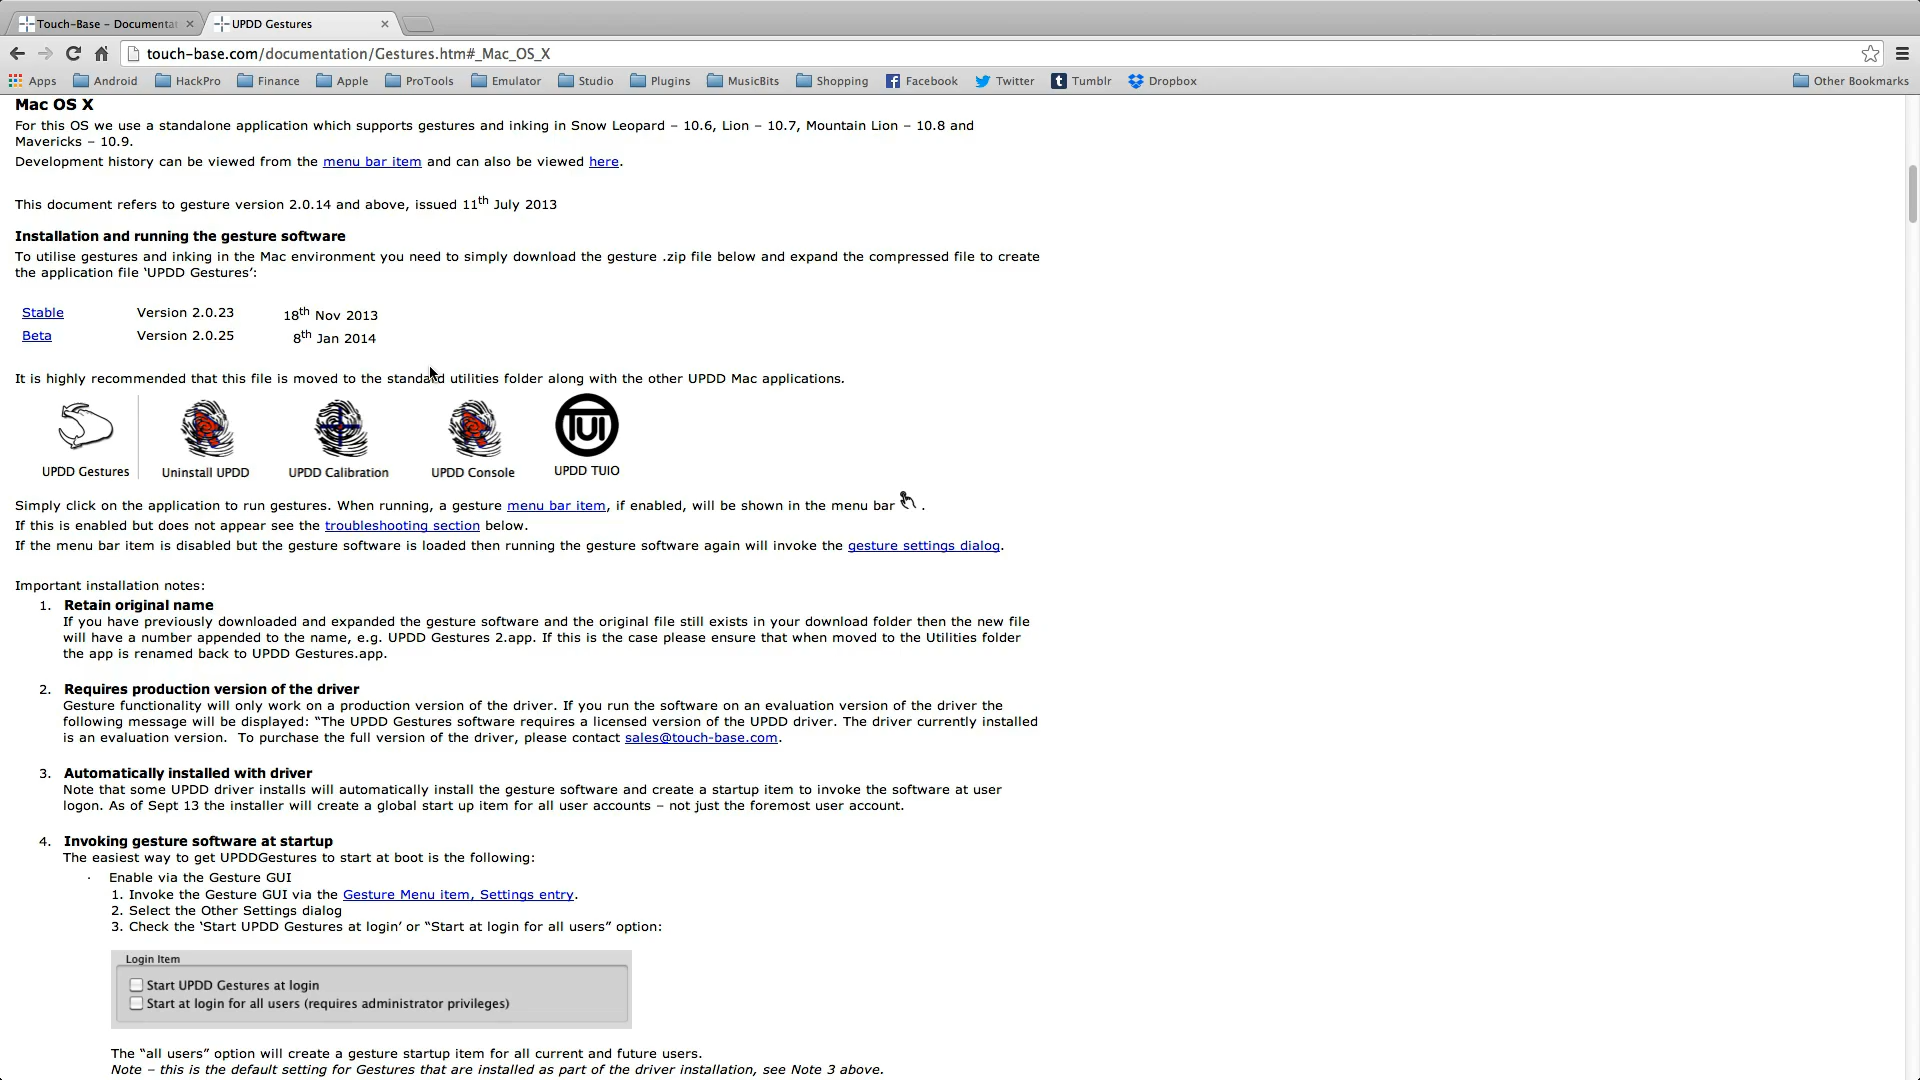 Touch-Base – Documentat
UPDD Gestures
touch-base.com/documentation/Gestures.htm#_Mac_OS_X
Apps Android HackPro Finance Apple ProTools Emulator Studio Plugins MusicBits Shopping Facebook Twitter Tumblr Dropbox Other Bookmarks
Mac OS X
For this OS we use a standalone application which supports gestures and inking in Snow Leopard – 10.6, Lion – 10.7, Mountain Lion – 10.8 and
Mavericks – 10.9.
Development history can be viewed from the menu bar item and can also be viewed here.
This document refers to gesture version 2.0.14 and above, issued 11th July 2013
Installation and running the gesture software
To utilise gestures and inking in the Mac environment you need to simply download the gesture .zip file below and expand the compressed file to create
the application file ‘UPDD Gestures’:
Stable Version 2.0.23 18th Nov 2013
Beta Version 2.0.25 8th Jan 2014
It is highly recommended that this file is moved to the standard utilities folder along with the other UPDD Mac applications.
TUI
UPDD Gestures Uninstall UPDD UPDD Calibration UPDD Console UPDD TUIO
Simply click on the application to run gestures. When running, a gesture menu bar item, if enabled, will be shown in the menu bar .
If this is enabled but does not appear see the troubleshooting section below.
If the menu bar item is disabled but the gesture software is loaded then running the gesture software again will invoke the gesture settings dialog.
Important installation notes:
1. Retain original name
If you have previously downloaded and expanded the gesture software and the original file still exists in your download folder then the new file
will have a number appended to the name, e.g. UPDD Gestures 2.app. If this is the case please ensure that when moved to the Utilities folder
the app is renamed back to UPDD Gestures.app.
2. Requires production version of the driver
Gesture functionality will only work on a production version of the driver. If you run the software on an evaluation version of the driver the
following message will be displayed: “The UPDD Gestures software requires a licensed version of the UPDD driver. The driver currently installed
is an evaluation version. To purchase the full version of the driver, please contact sales@touch-base.com.
3. Automatically installed with driver
Note that some UPDD driver installs will automatically install the gesture software and create a startup item to invoke the software at user
logon. As of Sept 13 the installer will create a global start up item for all user accounts – not just the foremost user account.
4. Invoking gesture software at startup
The easiest way to get UPDDGestures to start at boot is the following:
· Enable via the Gesture GUI
1. Invoke the Gesture GUI via the Gesture Menu item, Settings entry.
2. Select the Other Settings dialog
3. Check the ‘Start UPDD Gestures at login’ or “Start at login for all users” option:
Login Item
Start UPDD Gestures at login
Start at login for all users (requires administrator privileges)
The “all users” option will create a gesture startup item for all current and future users.
Note – this is the default setting for Gestures that are installed as part of the driver installation, see Note 3 above.